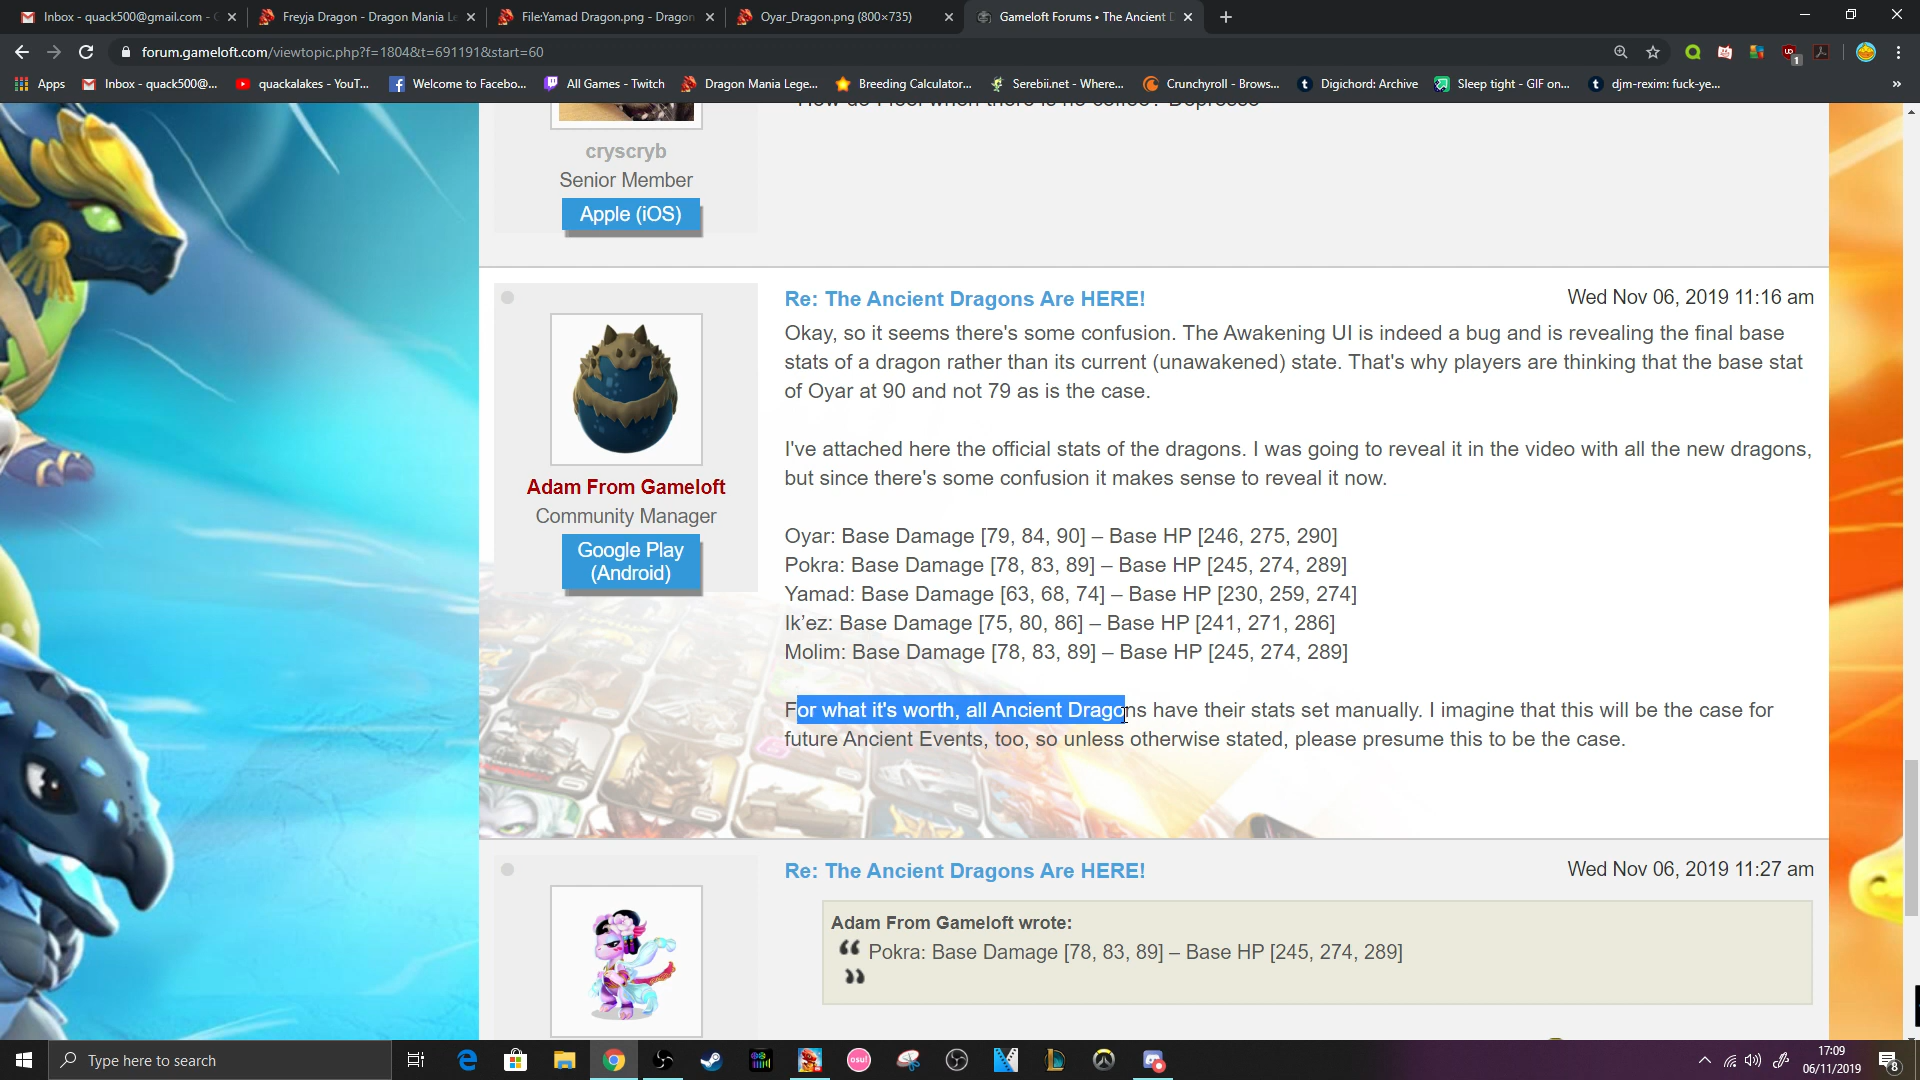 Inbox - quack500@gmail.com -
Freyja Dragon - Dragon Mania Le
File:Yamad Dragon.png - Dragon
Oyar_Dragon.png (800×735)
Gameloft Forums • The Ancient D
forum.gameloft.com/viewtopic.php?f=1804&t=691191&start=60
1
Apps
Inbox - quack500@...
quackalakes - YouT...
Welcome to Facebo...
All Games - Twitch
Dragon Mania Lege...
Breeding Calculator...
Serebii.net - Where...
Crunchyroll - Brows...
Digichord: Archive
Sleep tight - GIF on...
djm-rexim: fuck-ye...
»
cryscryb
Senior Member
Apple (iOS)
Re: The Ancient Dragons Are HERE!
Wed Nov 06, 2019 11:16 am
Okay, so it seems there's some confusion. The Awakening UI is indeed a bug and is revealing the final base
stats of a dragon rather than its current (unawakened) state. That's why players are thinking that the base stat
of Oyar at 90 and not 79 as is the case.
I've attached here the official stats of the dragons. I was going to reveal it in the video with all the new dragons,
but since there's some confusion it makes sense to reveal it now.
Adam From Gameloft
Community Manager
Google Play
(Android)
Oyar: Base Damage [79, 84, 90] – Base HP [246, 275, 290]
Pokra: Base Damage [78, 83, 89] – Base HP [245, 274, 289]
Yamad: Base Damage [63, 68, 74] – Base HP [230, 259, 274]
Ik’ez: Base Damage [75, 80, 86] – Base HP [241, 271, 286]
Molim: Base Damage [78, 83, 89] – Base HP [245, 274, 289]
For what it's worth, all Ancient Dragons have their stats set manually. I imagine that this will be the case for
future Ancient Events, too, so unless otherwise stated, please presume this to be the case.
Re: The Ancient Dragons Are HERE!
Wed Nov 06, 2019 11:27 am
Adam From Gameloft wrote:
“ Pokra: Base Damage [78, 83, 89] – Base HP [245, 274, 289]
”
Type here to search
osu!
17:09
06/11/2019
8